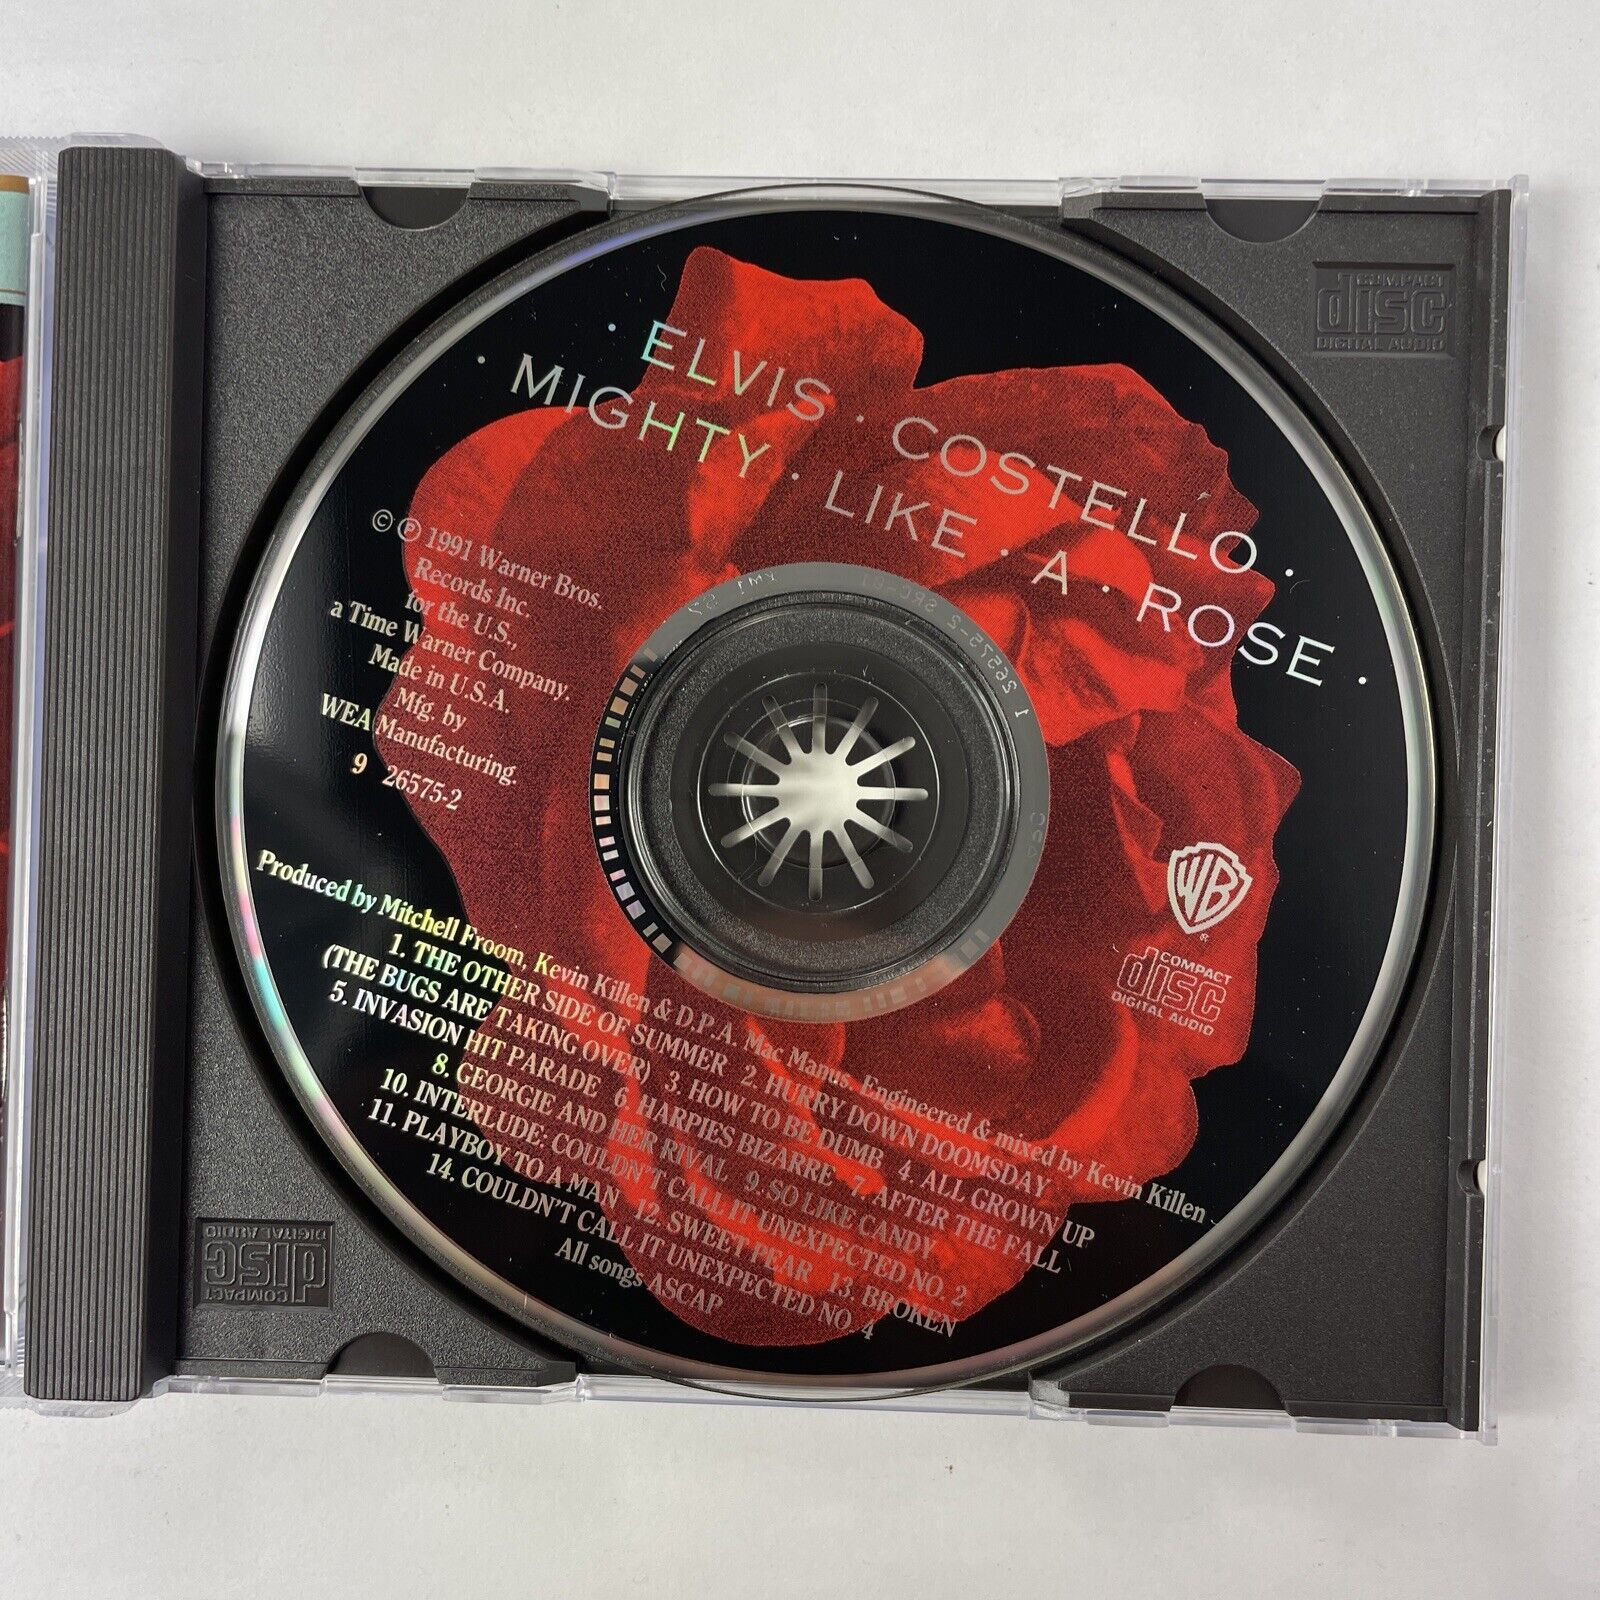 · ELVIS · COSTELLO ·
· MIGHTY · LIKE · A · ROSE ·
© ℗ 1991 Warner Bros.
Records Inc.
for the U.S.,
a Time Warner Company.
Made in U.S.A.
Mfg. by
WEA Manufacturing.
9 26575-2
WB
®
COMPACT
disc
DIGITAL AUDIO
Produced by Mitchell Froom, Kevin Killen & D.P.A. Mac Manus. Engineered & mixed by Kevin Killen
1. THE OTHER SIDE OF SUMMER 2. HURRY DOWN DOOMSDAY
(THE BUGS ARE TAKING OVER) 3. HOW TO BE DUMB 4. ALL GROWN UP
5. INVASION HIT PARADE 6. HARPIES BIZARRE 7. AFTER THE FALL
8. GEORGIE AND HER RIVAL 9. SO LIKE CANDY
10. INTERLUDE: COULDN'T CALL IT UNEXPECTED NO. 2
11. PLAYBOY TO A MAN 12. SWEET PEAR 13. BROKEN
14. COULDN'T CALL IT UNEXPECTED NO. 4
All songs ASCAP
COMPACT
disc
DIGITAL AUDIO
COMPACT
disc
DIGITAL AUDIO